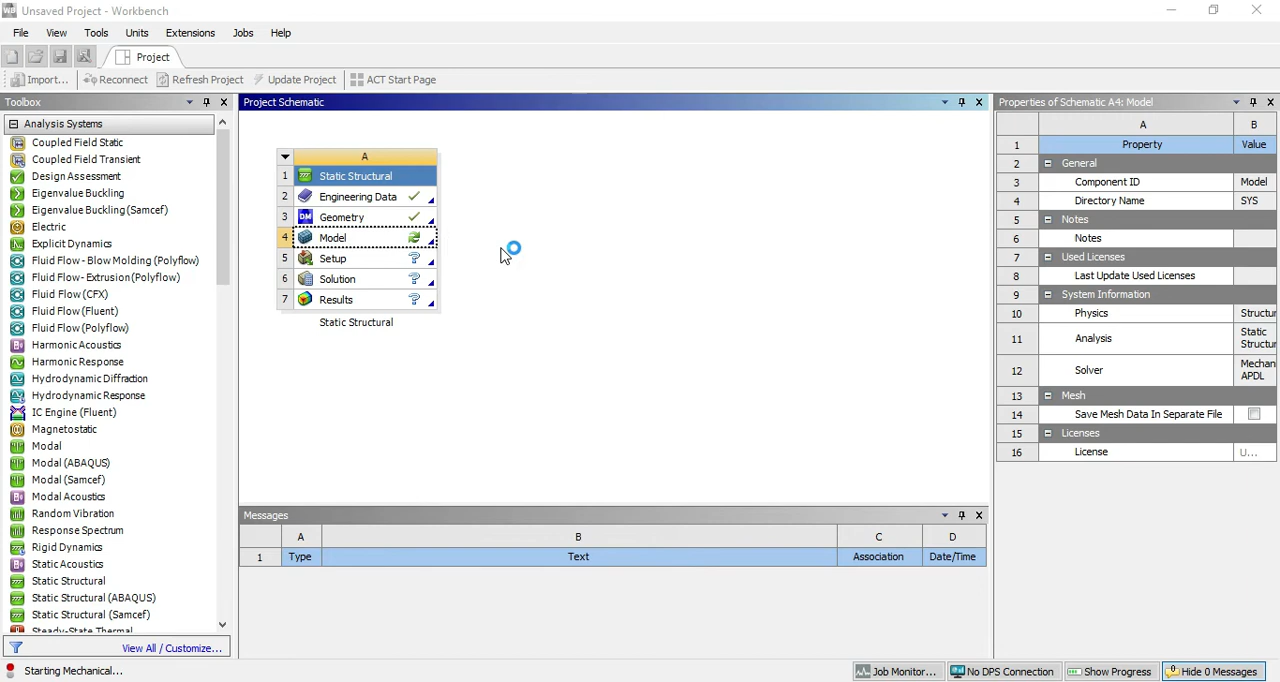 Unsaved Project - Workbench
File View Tools Units Extensions Jobs Help
Project
Import... Reconnect Refresh Project Update Project ACT Start Page
Toolbox
Analysis Systems
Coupled Field Static
Coupled Field Transient
Design Assessment
Eigenvalue Buckling
Eigenvalue Buckling (Samcef)
Electric
Explicit Dynamics
Fluid Flow - Blow Molding (Polyflow)
Fluid Flow - Extrusion (Polyflow)
Fluid Flow (CFX)
Fluid Flow (Fluent)
Fluid Flow (Polyflow)
Harmonic Acoustics
Harmonic Response
Hydrodynamic Diffraction
Hydrodynamic Response
IC Engine (Fluent)
Magnetostatic
Modal
Modal (ABAQUS)
Modal (Samcef)
Modal Acoustics
Random Vibration
Response Spectrum
Rigid Dynamics
Static Acoustics
Static Structural
Static Structural (ABAQUS)
Static Structural (Samcef)
Steady-State Thermal
View All / Customize...
Project Schematic
A
1 Static Structural
2 Engineering Data
3 DM Geometry
4 Model
5 Setup ?
6 Solution ?
7 Results ?
Static Structural
Messages
A B C D
1 Type Text Association Date/Time
Properties of Schematic A4: Model
A B
1 Property Value
2 General
3 Component ID Model
4 Directory Name SYS
5 Notes
6 Notes
7 Used Licenses
8 Last Update Used Licenses
9 System Information
10 Physics Structur
11 Analysis Static
Structur
12 Solver Mechan
APDL
13 Mesh
14 Save Mesh Data In Separate File
15 Licenses
16 License U...
Starting Mechanical... Job Monitor... No DPS Connection Show Progress Hide 0 Messages